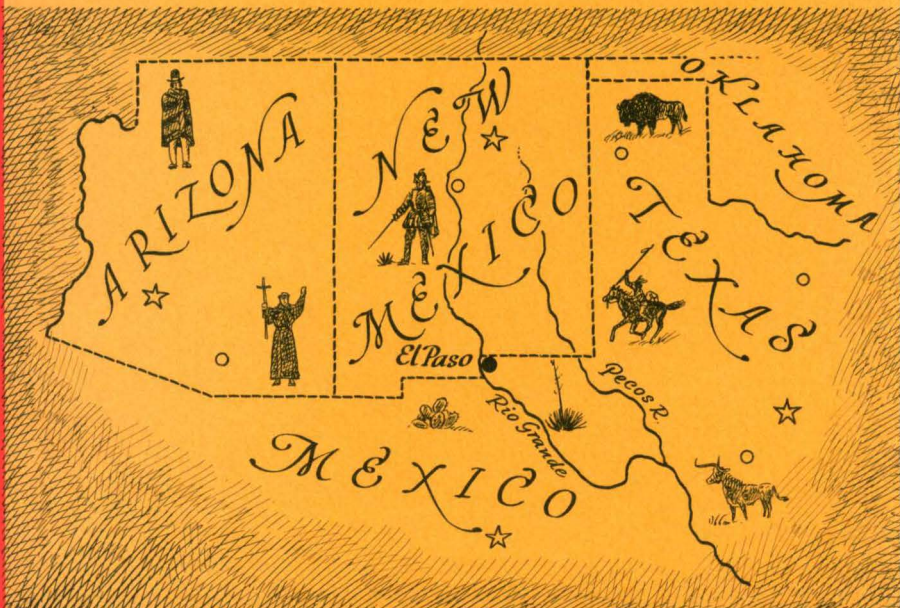 ARIZONA
NEW
MEXICO
OKLAHOMA
TEXAS
El Paso
Pecos R.
Rio Grande
MEXICO